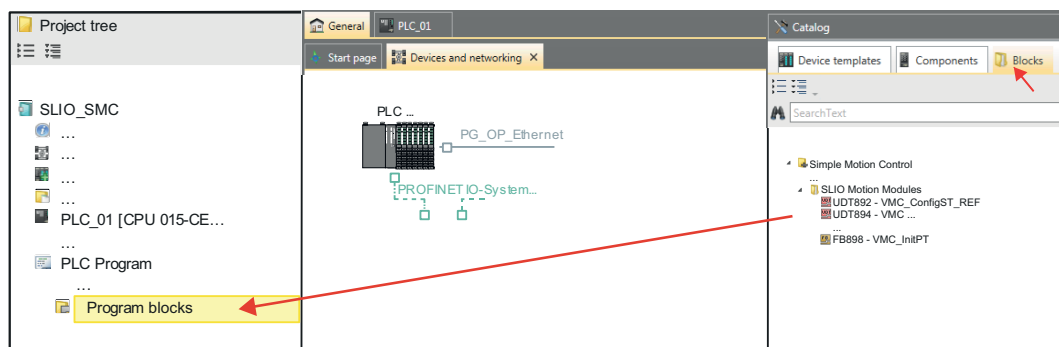 Project tree
SLIO_SMC
...
...
...
...
PLC_01 [CPU 015-CE...
...
PLC Program
...
Program blocks
General
PLC_01
Start page
Devices and networking ×
PLC ...
PG_OP_Ethernet
PROFINET IO-System...
Catalog
Device templates
Components
Blocks
SearchText
Simple Motion Control
...
SLIO Motion Modules
UDT892 - VMC_ConfigST_REF
UDT894 - VMC ...
...
FB898 - VMC_InitPT